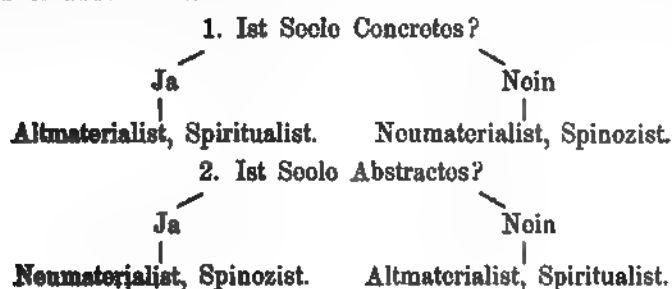 1. Ist Seele Concretes?
Ja Nein
Altmaterialist, Spiritualist. Neumaterialist, Spinozist.
2. Ist Seele Abstractes?
Ja Nein
Neumaterialist, Spinozist. Altmaterialist, Spiritualist.